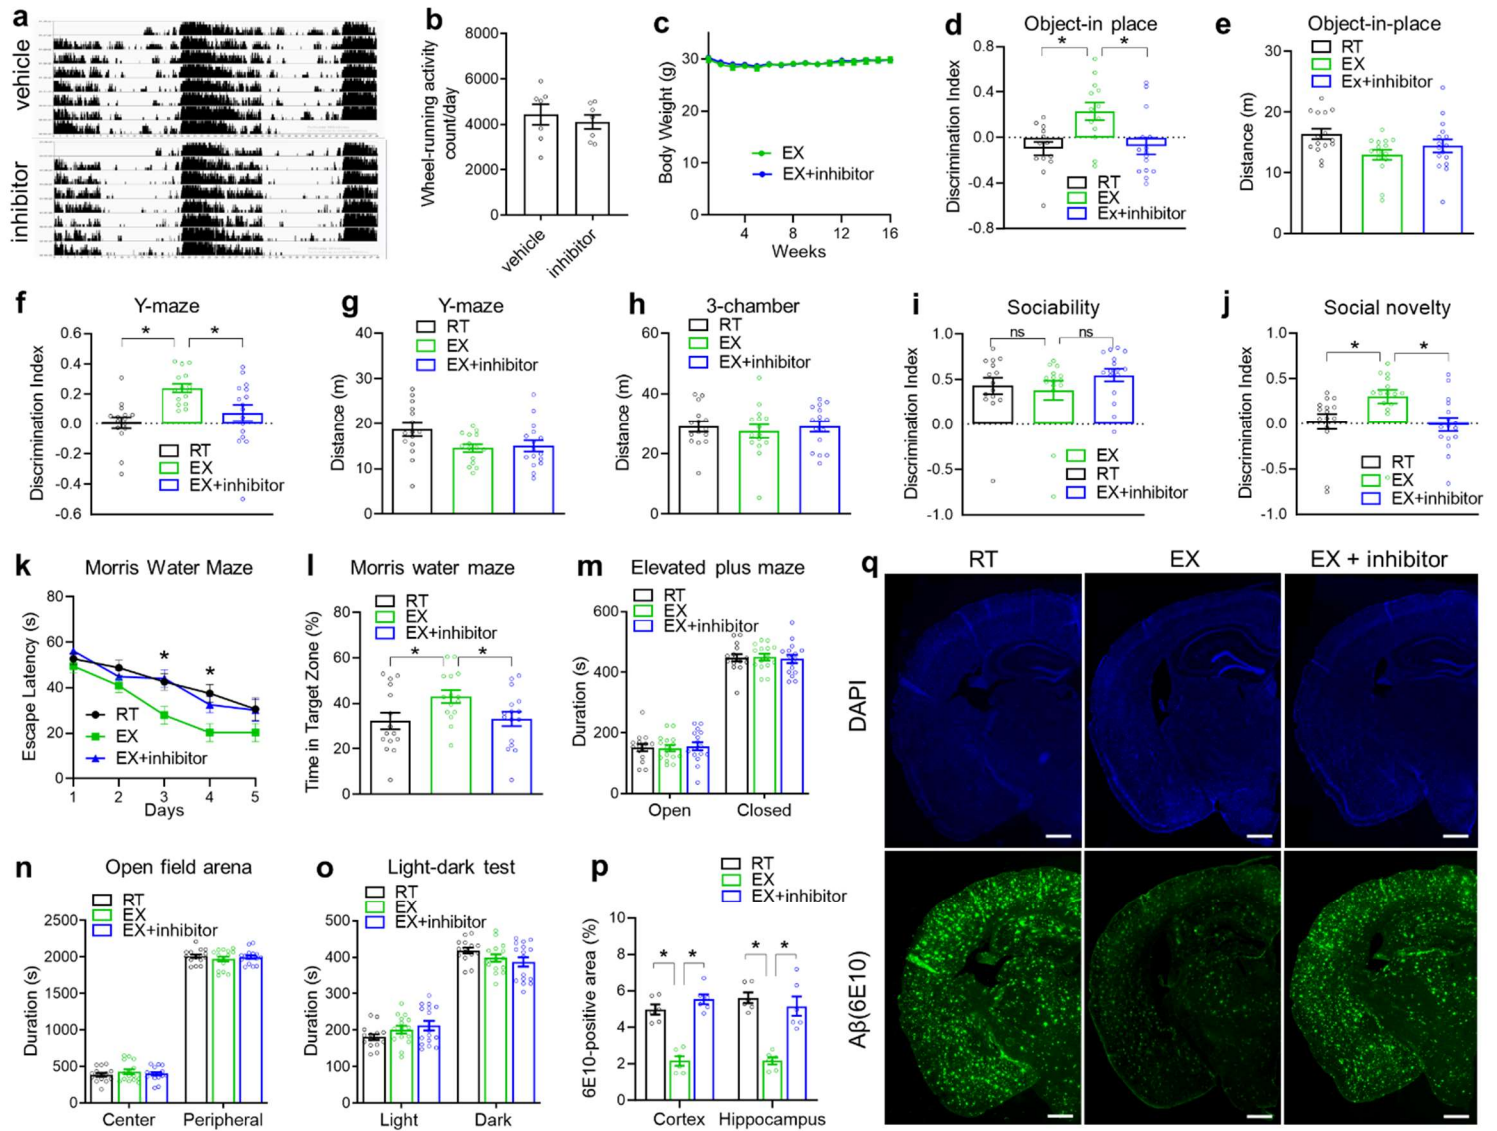 a
vehicle
inhibitor
b
8000
6000
4000
2000
0
Wheel-running activity
count/day
vehicle
inhibitor
c
Body Weight (g)
30
20
10
0
EX
EX+inhibitor
4 8 12 16
Weeks
d
Object-in place
Discrimination Index
0.8
0.4
0.0
-0.4
-0.8
* *
RT
EX
Ex+inhibitor
e
Object-in-place
Distance (m)
30
20
10
0
RT
EX
Ex+inhibitor
f
Y-maze
Discrimination Index
0.6
0.4
0.2
0.0
-0.2
-0.4
-0.6
* *
RT
EX
EX+inhibitor
g
Y-maze
Distance (m)
40
30
20
10
0
RT
EX
EX+inhibitor
h
3-chamber
Distance (m)
60
40
20
0
RT
EX
EX+inhibitor
i
Sociability
Discrimination Index
1.0
0.5
0.0
-0.5
-1.0
ns ns
EX
RT
EX+inhibitor
j
Social novelty
Discrimination Index
1.0
0.5
0.0
-0.5
-1.0
* *
RT
EX
EX+inhibitor
k
Morris Water Maze
Escape Latency (s)
80
60
40
20
0
* *
RT
EX
EX+inhibitor
1 2 3 4 5
Days
l
Morris water maze
Time in Target Zone (%)
80
60
40
20
0
RT
EX
EX+inhibitor
* *
m
Elevated plus maze
Duration (s)
600
400
200
0
RT
EX
EX+inhibitor
Open Closed
n
Open field arena
Duration (s)
2500
2000
1500
1000
500
0
RT
EX
EX+inhibitor
Center Peripheral
o
Light-dark test
Duration (s)
500
400
300
200
100
0
RT
EX
EX+inhibitor
Light Dark
p
6E10-positive area (%)
10
8
6
4
2
0
RT
EX
EX+inhibitor
* * * *
Cortex Hippocampus
q
RT EX EX + inhibitor
DAPI
Aβ(6E10)